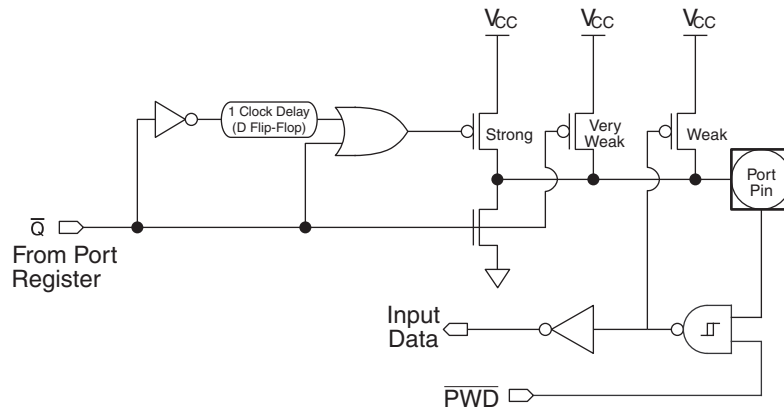 VCC
VCC
VCC
1 Clock Delay
(D Flip-Flop)
Strong
Very
Weak
Weak
Port
Pin
Q̅
From Port
Register
Input
Data
P̅W̅D̅